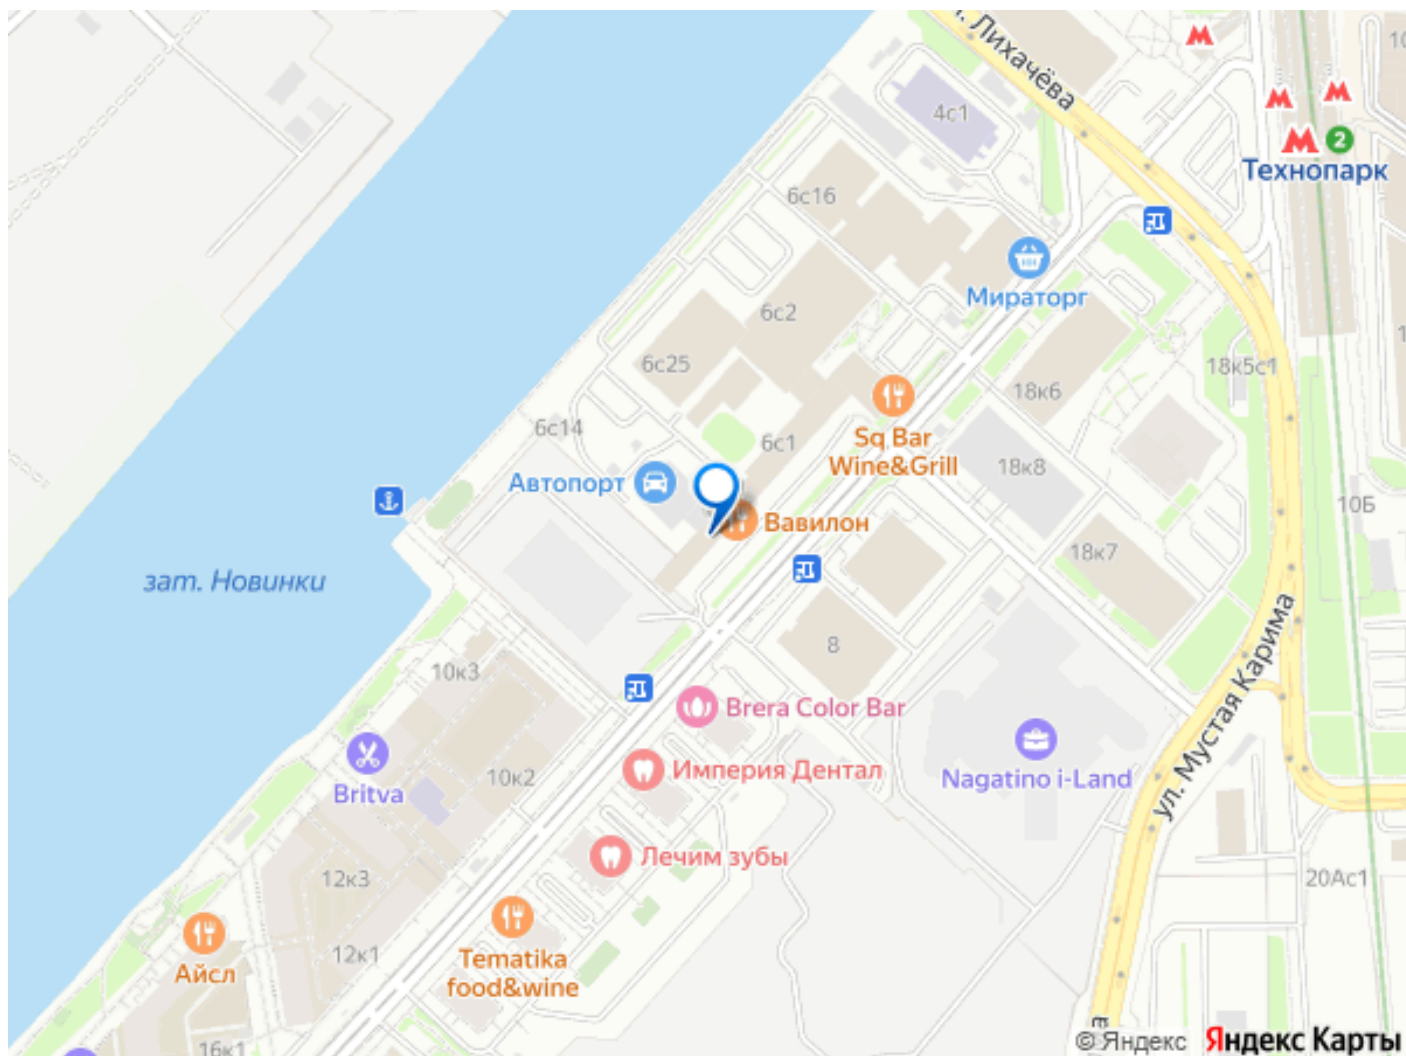 Лихачёва
4с1
2
Технопарк
6с16
Мираторг
6с2
6с25
18к5с1
18к6
6с14
6с1
Sq Bar
Wine&Grill
18к8
Автопорт
10Б
Вавилон
18к7
зат. Новинки
ул. Мустая Карима
8
10к3
Brera Color Bar
Империя Дентал
10к2
Nagatino i-Land
Britva
Лечим зубы
12к3
20Ас1
12к1
Айсл
Tematika
food&wine
16к1
© Яндекс Яндекс Карты